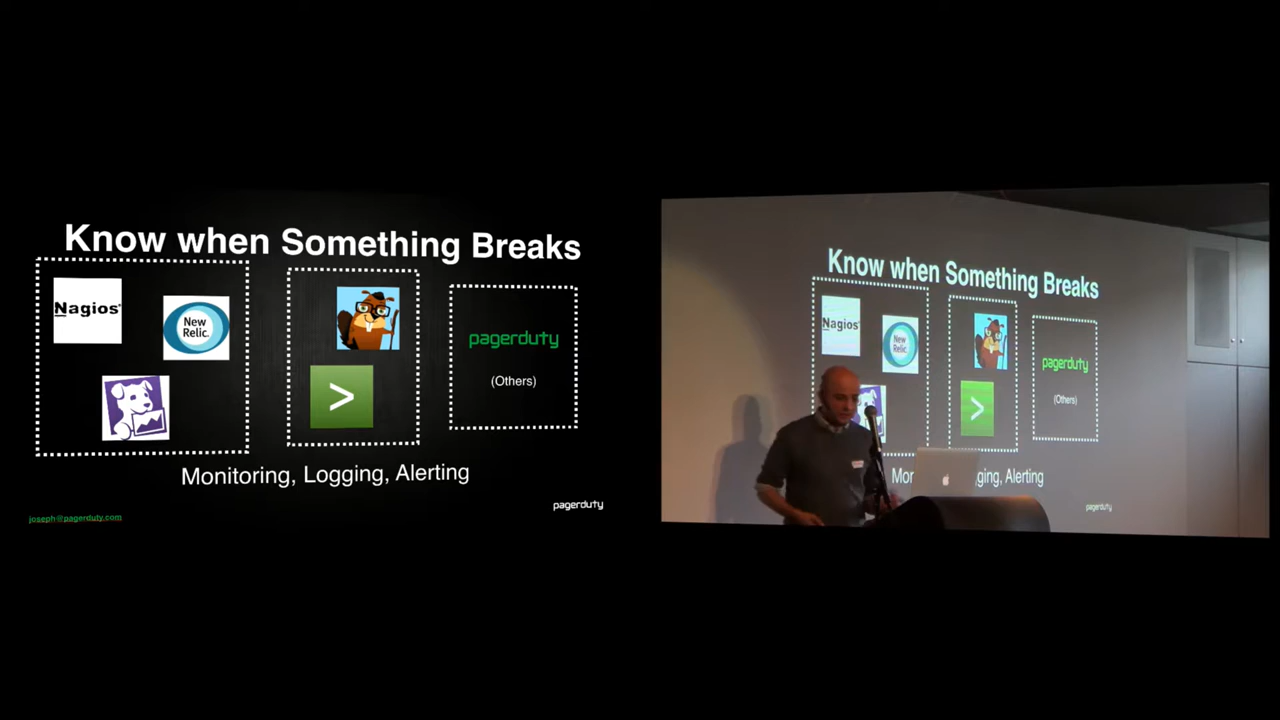 Know when Something Breaks
Nagios®
New
Relic.
>
pagerduty
(Others)
Monitoring, Logging, Alerting
joseph@pagerduty.com
pagerduty
Know when Something Breaks
Nagios
New
Relic.
>
pagerduty
(Others)
Mon ging, Alerting
pagerduty